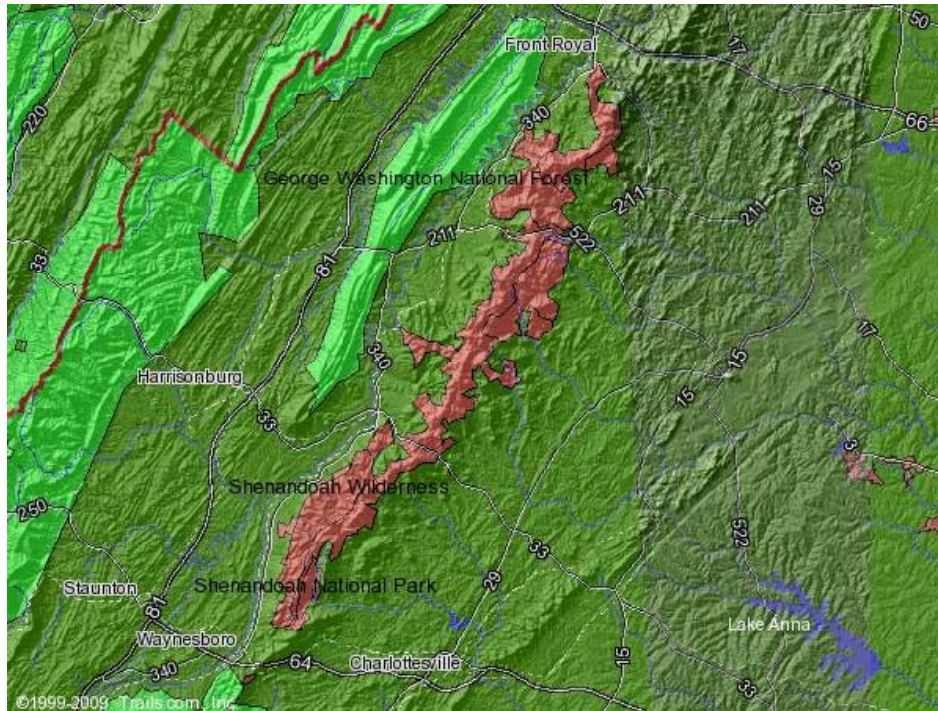 50
17
Front Royal
220
340
66
15
George Washington National Forest
211
29
211
522
211
33
81
17
340
15
Harrisonburg
15
33
3
Shenandoah Wilderness
250
522
33
29
Shenandoah National Park
Staunton
81
Lake Anna
Waynesboro
64
Charlottesville
15
340
33
©1999-2009 Trails.com, Inc